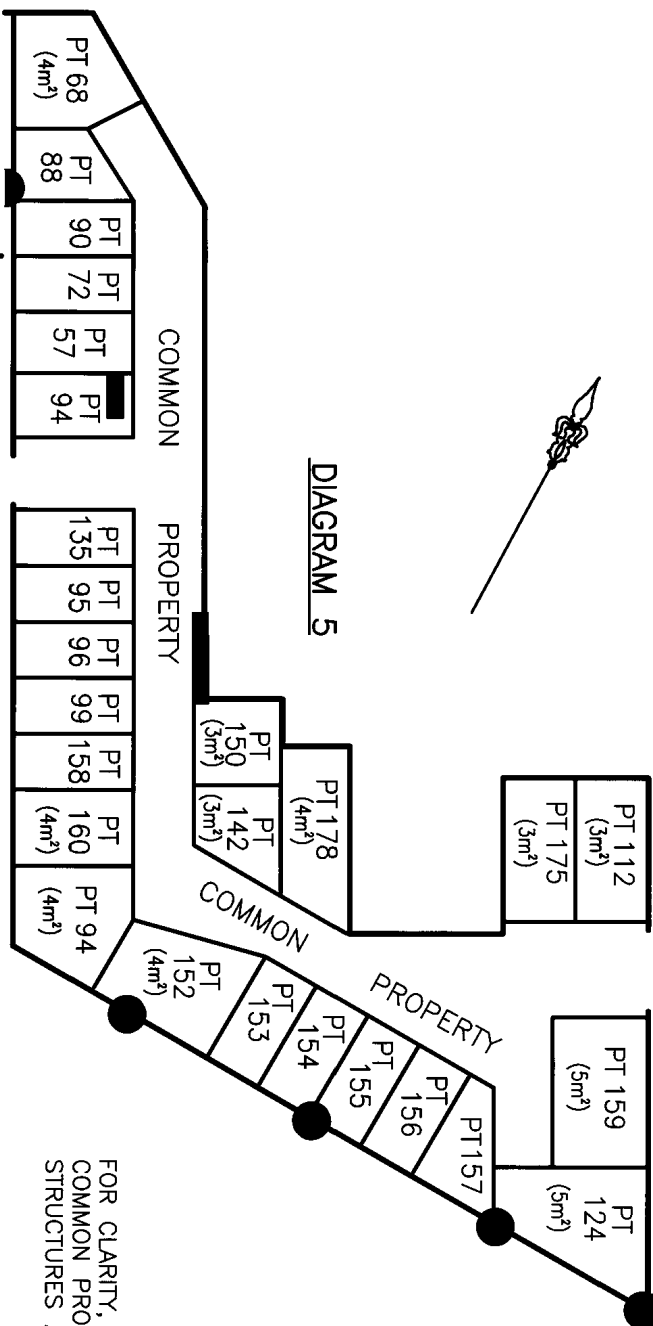 PT 68
(4m²)
PT
88
PT
90
PT
72
PT
57
PT
94
COMMON
PROPERTY
DIAGRAM 5
PT
135
PT
95
PT
96
PT
99
PT
158
PT
160
(4m²)
PT 94
(4m²)
PT
150
(3m²)
PT
142
(3m²)
PT 178
(4m²)
PT 112
(3m²)
PT 175
(3m²)
COMMON
PROPERTY
PT
152
(4m²)
PT
153
PT
154
PT
155
PT
156
PT157
PT 159
(5m²)
PT
124
(5m²)
FOR CLARITY,
COMMON PRO
STRUCTURES